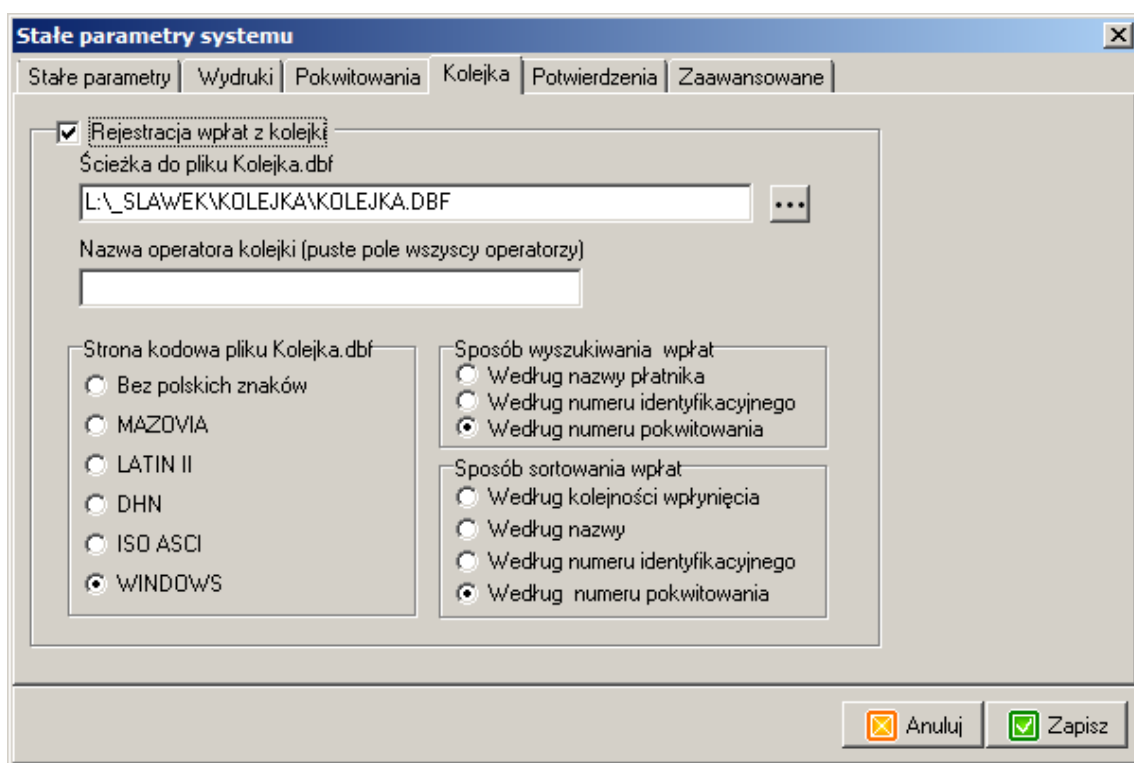 Stałe parametry systemu
Stałe parametry Wydruki Pokwitowania Kolejka Potwierdzenia Zaawansowane
Rejestracja wpłat z kolejki
Ścieżka do pliku Kolejka.dbf
L:\_SLAWEK\KOLEJKA\KOLEJKA.DBF
...
Nazwa operatora kolejki (puste pole wszyscy operatorzy)
Strona kodowa pliku Kolejka.dbf
Bez polskich znaków
MAZOVIA
LATIN II
DHN
ISO ASCI
WINDOWS
Sposób wyszukiwania wpłat
Według nazwy płatnika
Według numeru identyfikacyjnego
Według numeru pokwitowania
Sposób sortowania wpłat
Według kolejności wpłynięcia
Według nazwy
Według numeru identyfikacyjnego
Według numeru pokwitowania
Anuluj Zapisz